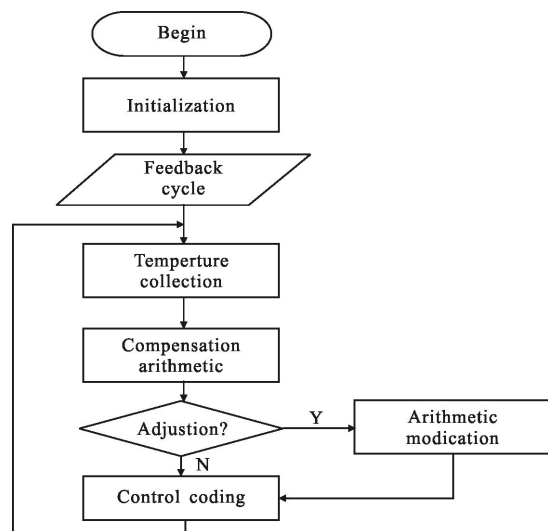 Begin
Initialization
Feedback
cycle
Temperture
collection
Compensation
arithmetic
Adjustion?
Y
Arithmetic
modication
N
Control coding